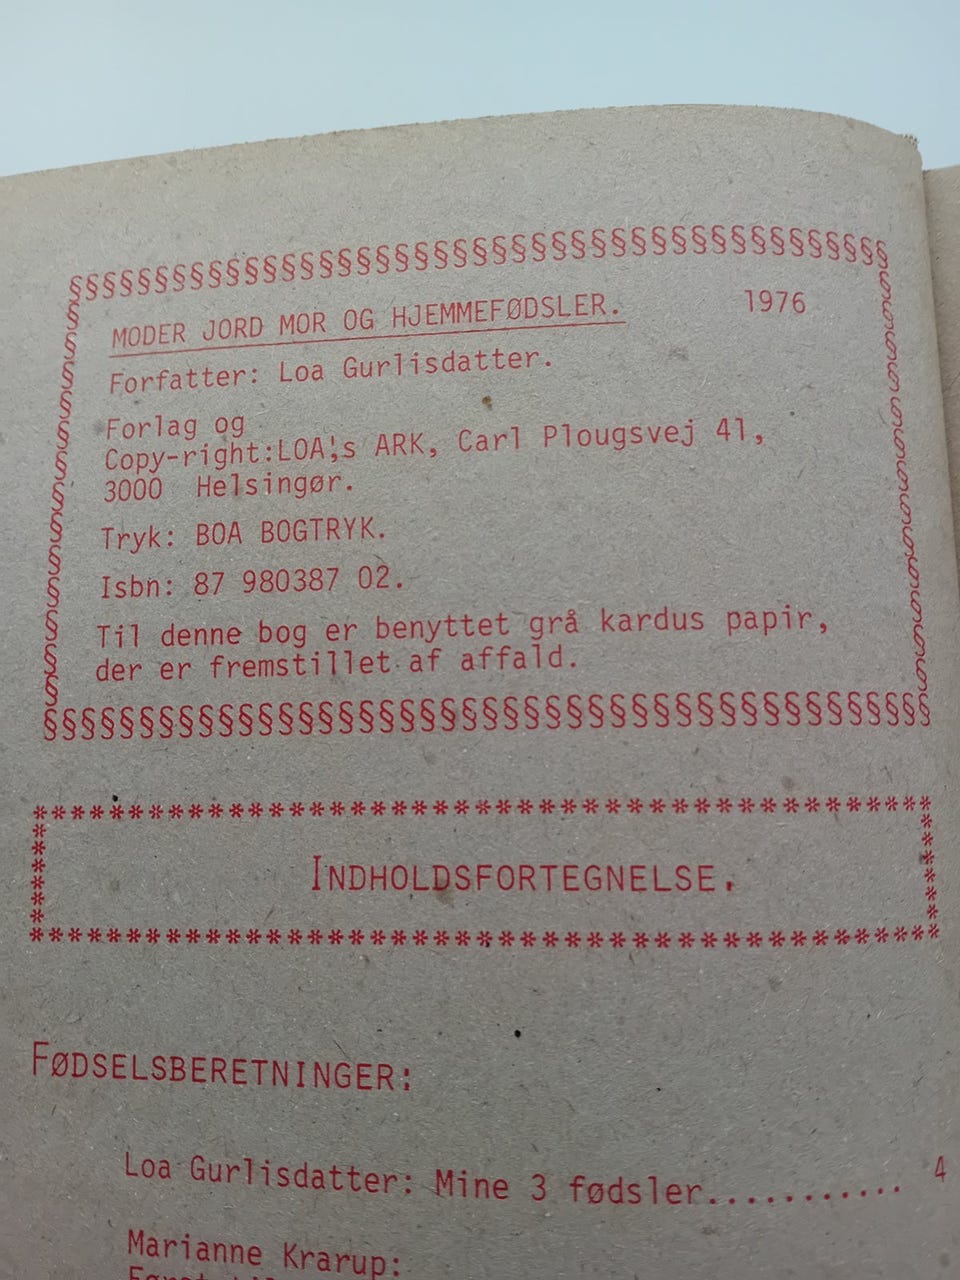 §§§§§§§§§§§§§§§§§§§§§§§§§§§§§§§§§§§§§§§§§§§
MODER JORD MOR OG HJEMMEFØDSLER. 1976
Forfatter: Loa Gurlisdatter.
Forlag og
Copy-right:LOA's ARK, Carl Plougsvej 41,
3000 Helsingør.
Tryk: BOA BOGTRYK.
Isbn: 87 980387 02.
Til denne bog er benyttet grå kardus papir,
der er fremstillet af affald.
§§§§§§§§§§§§§§§§§§§§§§§§§§§§§§§§§§§§§§§§§§§
***********************************************
INDHOLDSFORTEGNELSE.
***********************************************
FØDSELSBERETNINGER:
Loa Gurlisdatter: Mine 3 fødsler........... 4
Marianne Krarup: